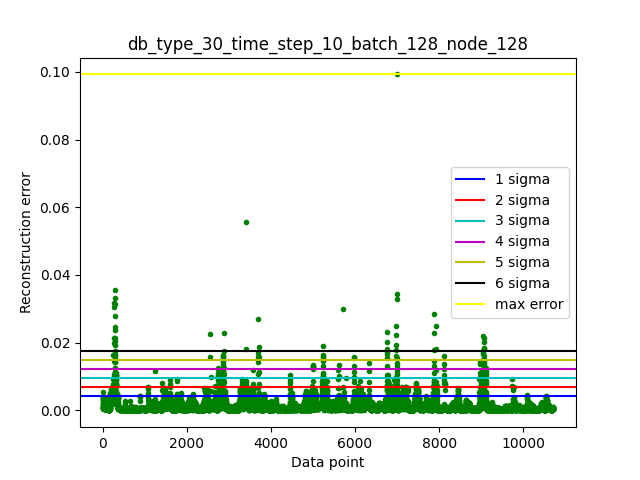 db_type_30_time_step_10_batch_128_node_128
0.10
0.08
0.06
0.04
0.02
0.00
Reconstruction error
1 sigma
2 sigma
3 sigma
4 sigma
5 sigma
6 sigma
max error
0 2000 4000 6000 8000 10000
Data point